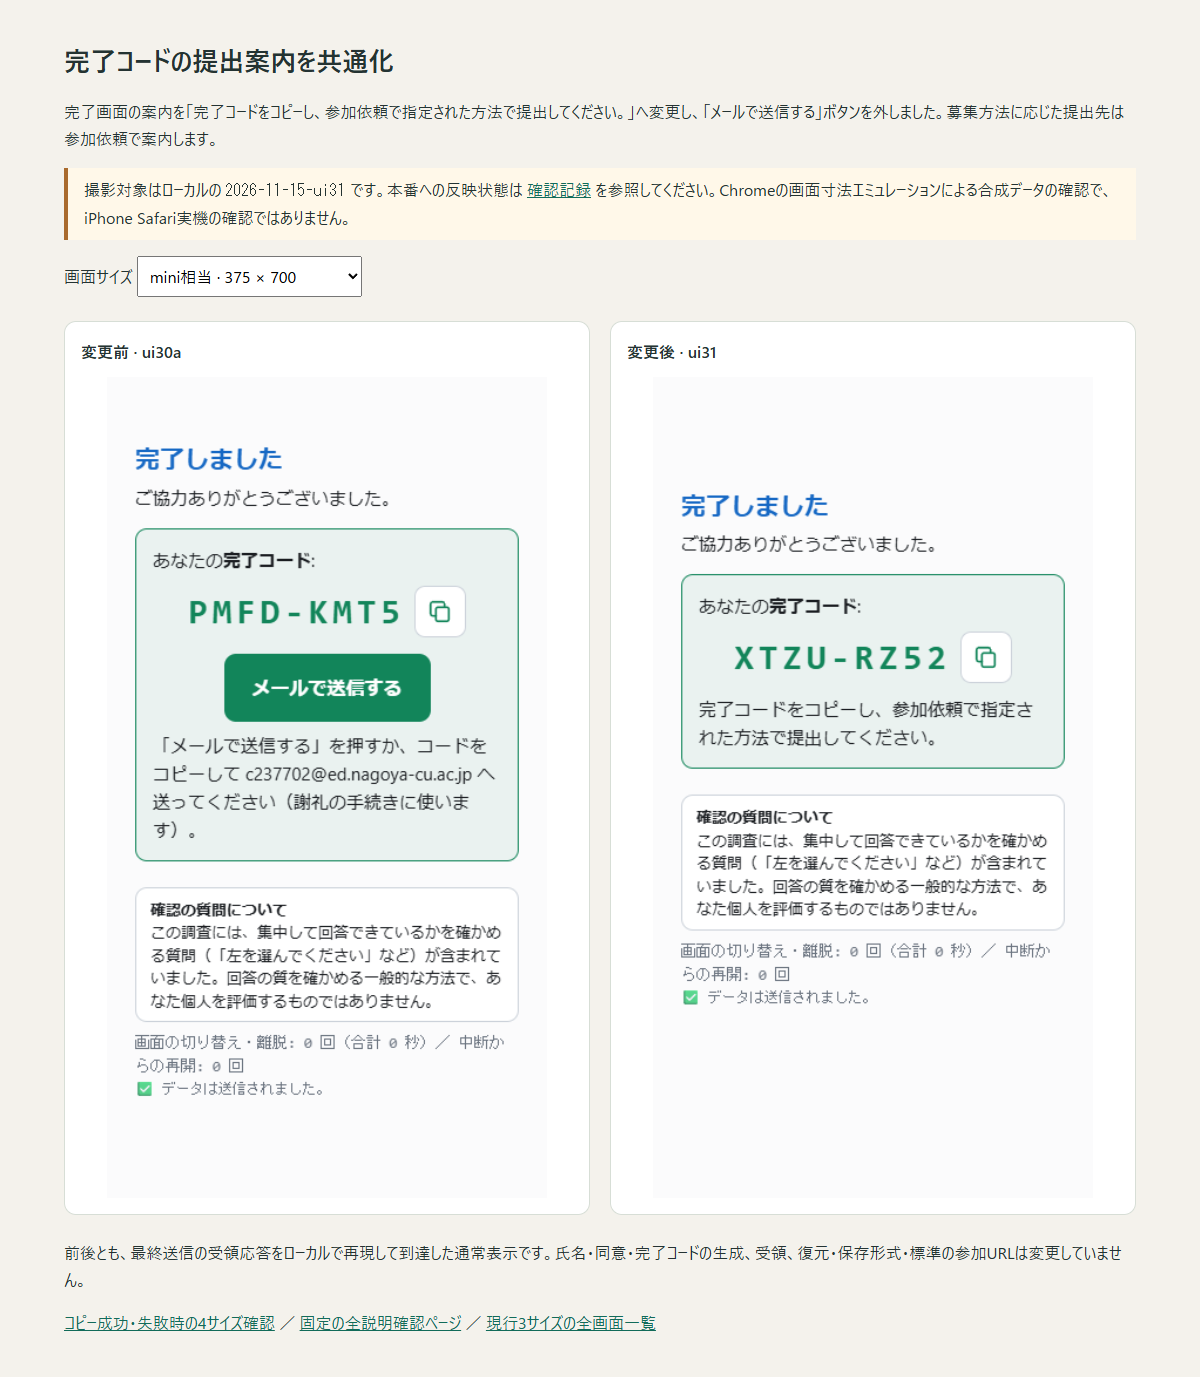 完了コードの提出案内を共通化
完了画面の案内を「完了コードをコピーし、参加依頼で指定された方法で提出してください。」へ変更し、「メールで送信する」ボタンを外しました。募集方法に応じた提出先は
参加依頼で案内します。
撮影対象はローカルの 2026-11-15-ui31 です。本番への反映状態は 確認記録 を参照してください。Chromeの画面寸法エミュレーションによる合成データの確認で、
iPhone Safari実機の確認ではありません。
画面サイズ mini相当 · 375 × 700
変更前 · ui30a
完了しました
ご協力ありがとうございました。
あなたの完了コード:
PMFD-KMT5
メールで送信する
「メールで送信する」を押すか、コードを
コピーして c237702@ed.nagoya-cu.ac.jp へ
送ってください（謝礼の手続きに使いま
す）。
確認の質問について
この調査には、集中して回答できているかを確かめ
る質問（「左を選んでください」など）が含まれて
いました。回答の質を確かめる一般的な方法で、あ
なた個人を評価するものではありません。
画面の切り替え・離脱: 0 回（合計 0 秒）／ 中断か
らの再開: 0 回
✅ データは送信されました。
変更後 · ui31
完了しました
ご協力ありがとうございました。
あなたの完了コード:
XTZU-RZ52
完了コードをコピーし、参加依頼で指定さ
れた方法で提出してください。
確認の質問について
この調査には、集中して回答できているかを確かめ
る質問（「左を選んでください」など）が含まれて
いました。回答の質を確かめる一般的な方法で、あ
なた個人を評価するものではありません。
画面の切り替え・離脱: 0 回（合計 0 秒）／ 中断か
らの再開: 0 回
✅ データは送信されました。
前後とも、最終送信の受領応答をローカルで再現して到達した通常表示です。氏名・同意・完了コードの生成、受領、復元・保存形式・標準の参加URLは変更していませ
ん。
コピー成功・失敗時の4サイズ確認 ／ 固定の全説明確認ページ ／ 現行3サイズの全画面一覧